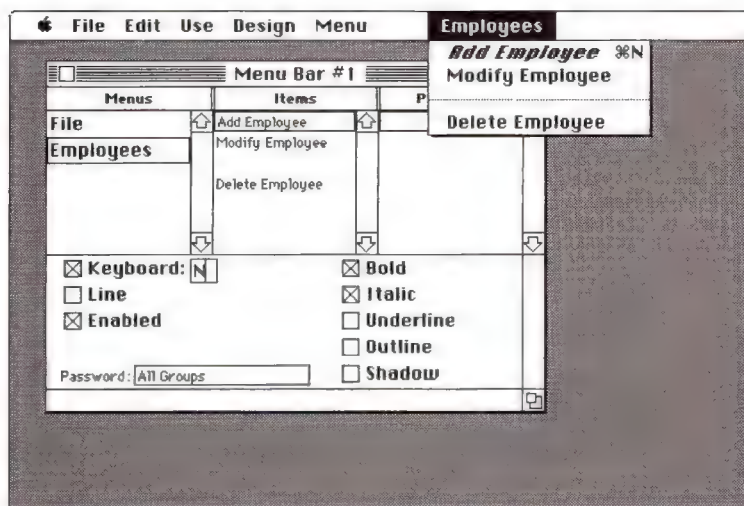 File Edit Use Design Menu Employees
Add Employee ⌘N
Modify Employee
Delete Employee
Menu Bar #1
Menus Items P
File
Employees
Add Employee
Modify Employee
Delete Employee
Keyboard: N
Line
Enabled
Password: All Groups
Bold
Italic
Underline
Outline
Shadow